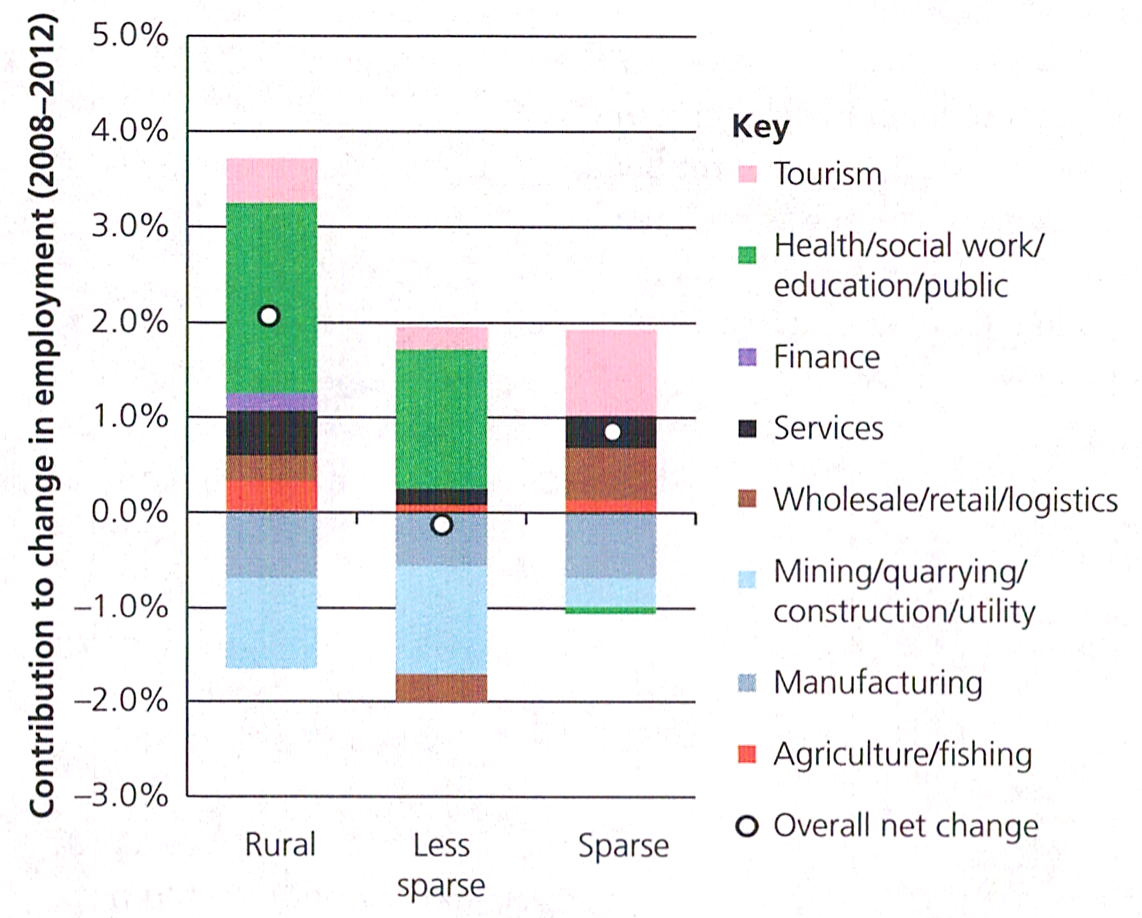 Contribution to change in employment (2008–2012)
5.0%
4.0%
3.0%
2.0%
1.0%
0.0%
–1.0%
–2.0%
–3.0%
Rural
Less
sparse
Sparse
Key
Tourism
Health/social work/
education/public
Finance
Services
Wholesale/retail/logistics
Mining/quarrying/
construction/utility
Manufacturing
Agriculture/fishing
Overall net change